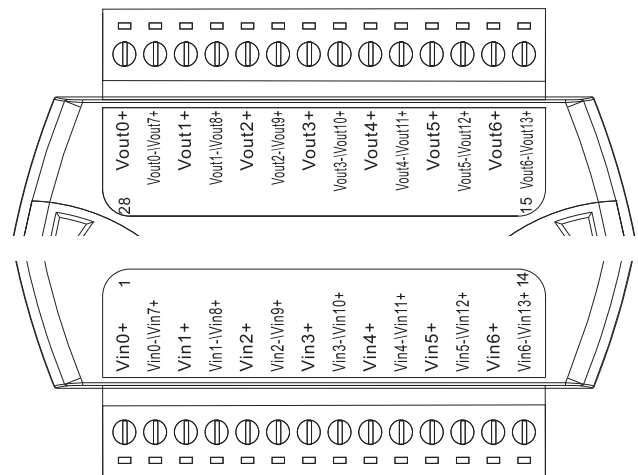 Vout0+
Vout0-\Vout7+
Vout1+
Vout1-\Vout8+
Vout2+
Vout2-\Vout9+
Vout3+
Vout3-\Vout10+
Vout4+
Vout4-\Vout11+
Vout5+
Vout5-\Vout12+
Vout6+
Vout6-\Vout13+
28
15
1
14
Vin0+
Vin0-\Vin7+
Vin1+
Vin1-\Vin8+
Vin2+
Vin2-\Vin9+
Vin3+
Vin3-\Vin10+
Vin4+
Vin4-\Vin11+
Vin5+
Vin5-\Vin12+
Vin6+
Vin6-\Vin13+